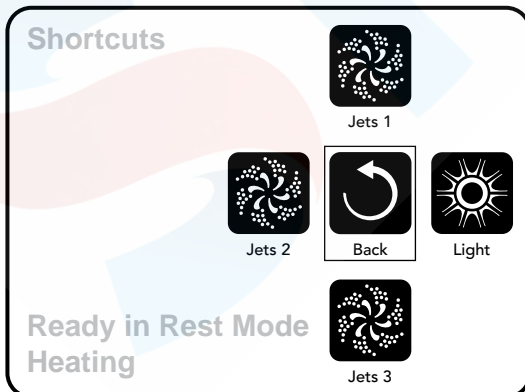 Shortcuts
Jets 1
Jets 2 Back Light
Ready in Rest Mode
Heating
Jets 3